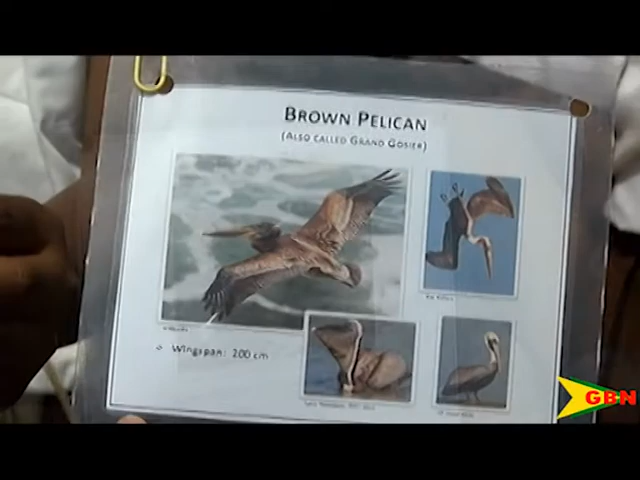 BROWN PELICAN
(ALSO CALLED GRAND GOSIER)
WINGSPAN: 200 CM
GBN